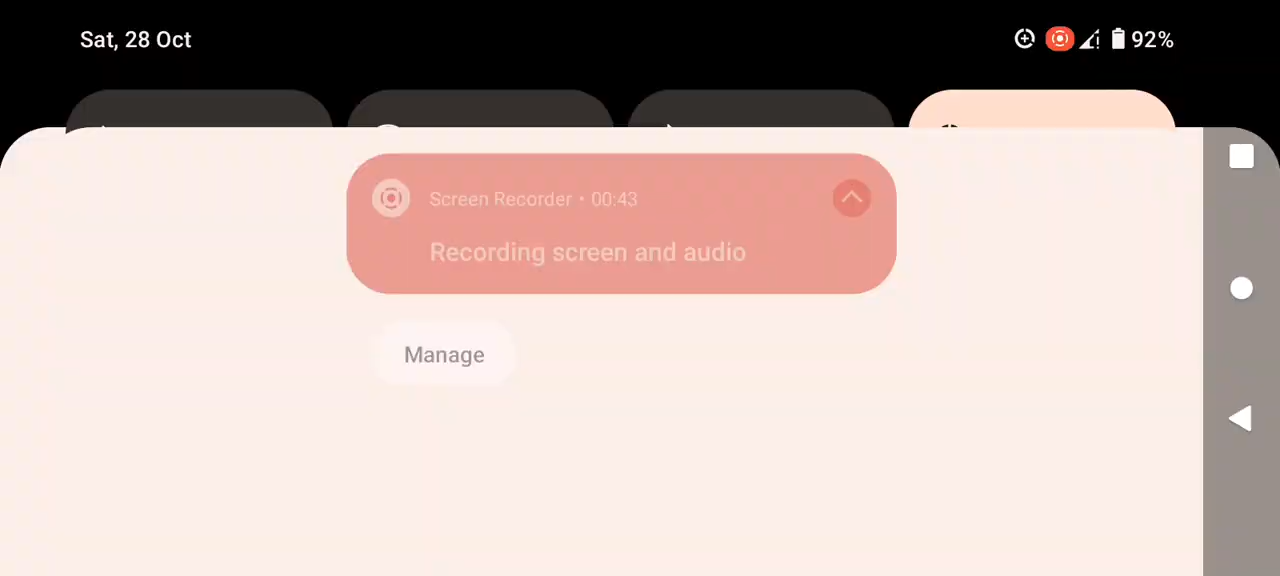 Sat, 28 Oct
92%
Screen Recorder • 00:43
Recording screen and audio
Manage